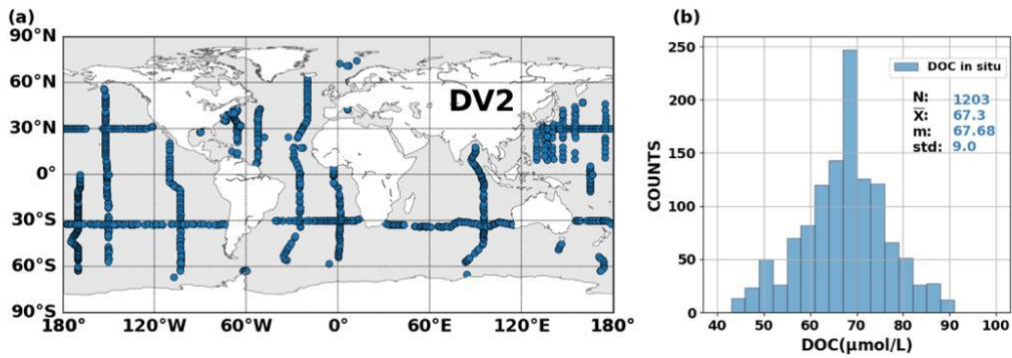 (a)
90°N
60°N
30°N
0°
30°S
60°S
90°S
180°
120°W
60°W
0°
60°E
120°E
180°
DV2
(b)
250
200
150
100
50
0
COUNTS
40
50
60
70
80
90
100
DOC(μmol/L)
DOC in situ
N: 1203
X̅: 67.3
m: 67.68
std: 9.0